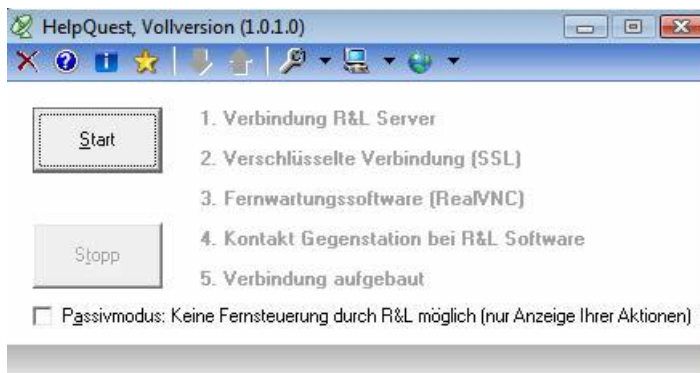 HelpQuest, Vollversion (1.0.1.0)
Start
1. Verbindung R&L Server
2. Verschlüsselte Verbindung (SSL)
3. Fernwartungssoftware (RealVNC)
Stopp
4. Kontakt Gegenstation bei R&L Software
5. Verbindung aufgebaut
Passivmodus: Keine Fernsteuerung durch R&L möglich (nur Anzeige Ihrer Aktionen)